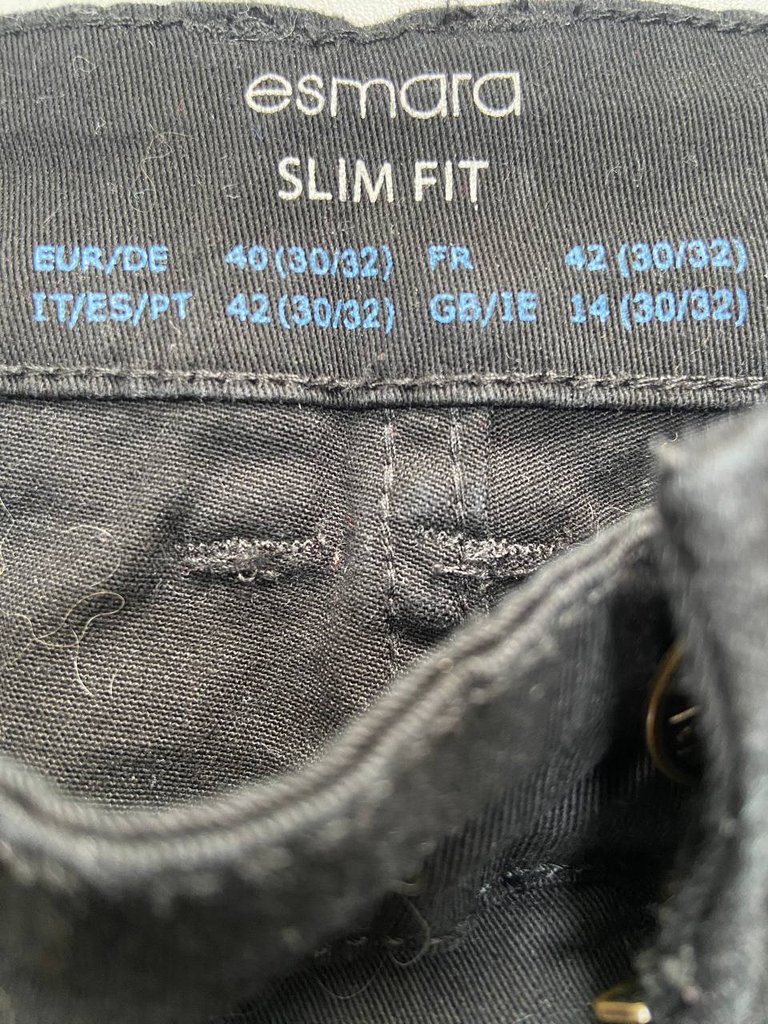 esmara
SLIM FIT
EUR/DE 40 (30/32) FR 42 (30/32)
IT/ES/PT 42 (30/32) GB/IE 14 (30/32)